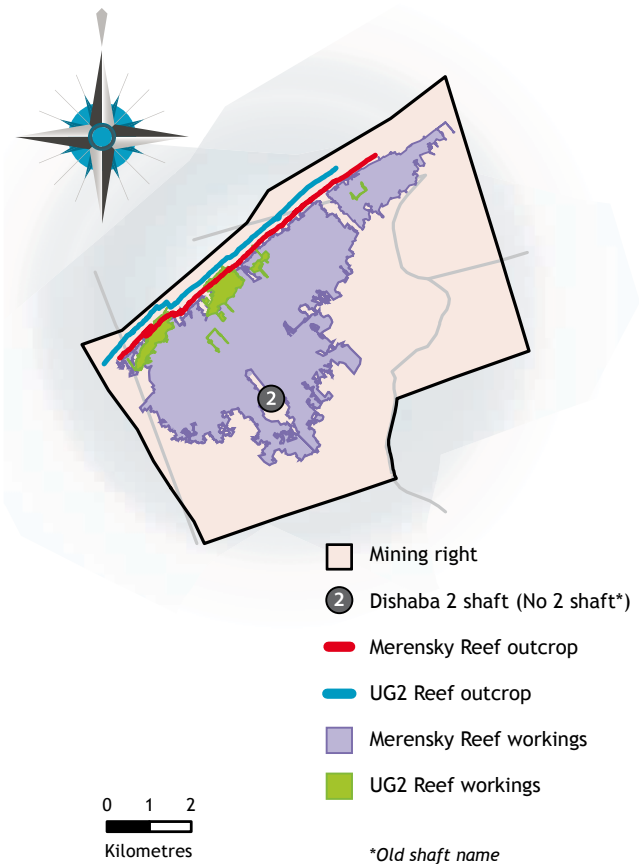 2
Mining right
2 Dishaba 2 shaft (No 2 shaft*)
Merensky Reef outcrop
UG2 Reef outcrop
Merensky Reef workings
UG2 Reef workings
0 1 2
Kilometres
*Old shaft name